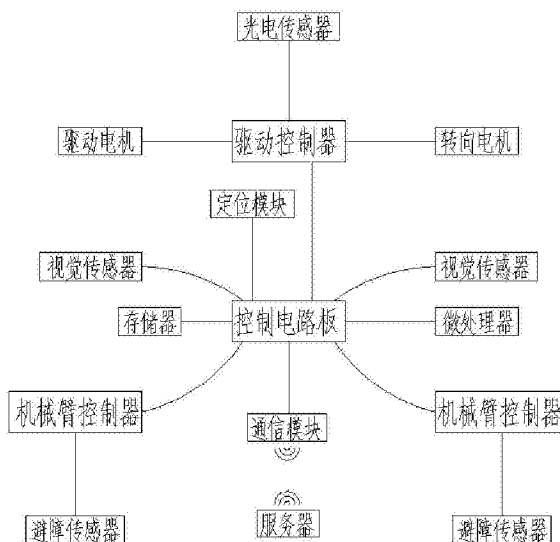 光电传感器
驱动电机
驱动控制器
转向电机
定位模块
视觉传感器
视觉传感器
存储器
控制电路板
微处理器
机械臂控制器
通信模块
机械臂控制器
避障传感器
服务器
避障传感器